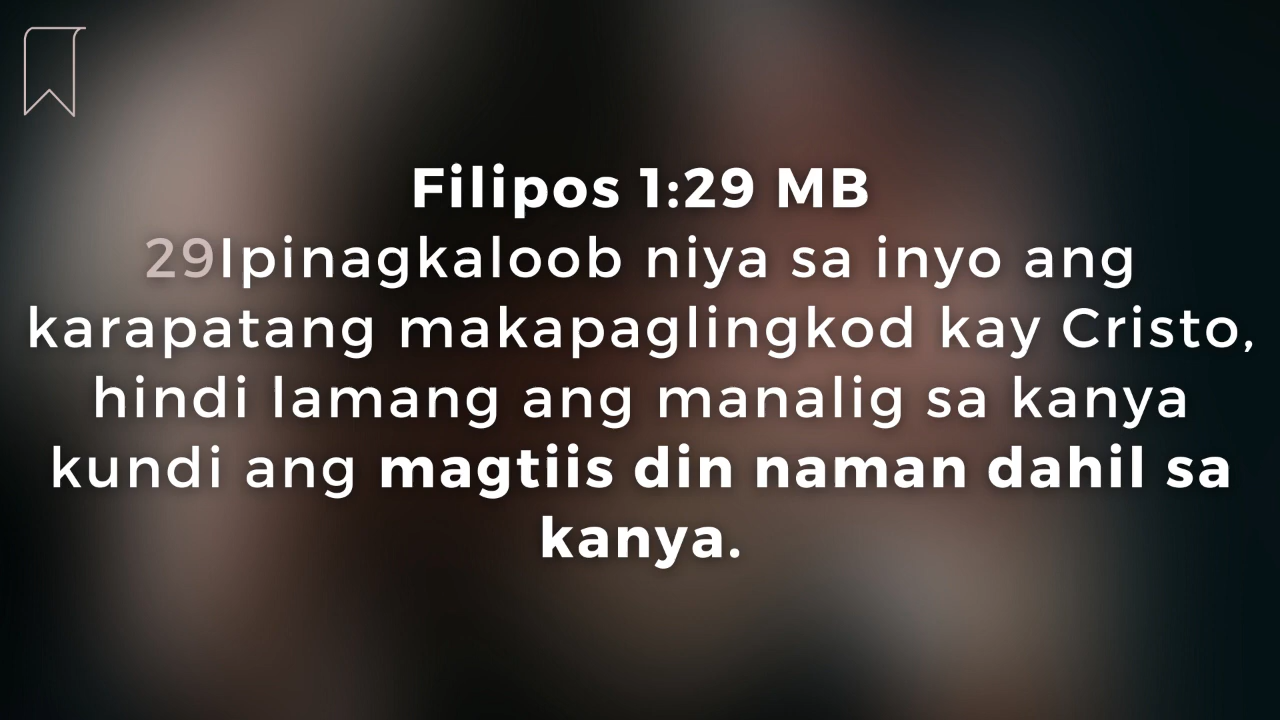 Filipos 1:29 MB
29Ipinagkaloob niya sa inyo ang
karapatang makapaglingkod kay Cristo,
hindi lamang ang manalig sa kanya
kundi ang magtiis din naman dahil sa
kanya.